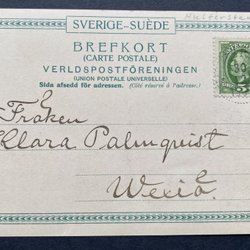 SVERIGE-SUÈDE
BREFKORT
(CARTE POSTALE)
VERLDSPOSTFÖRENINGEN
(UNION POSTALE UNIVERSELLE)
Sida afsedd för adressen. (Côté réservé à l'adresse.)
Fröken
Klara Palmquist
Wexiö.